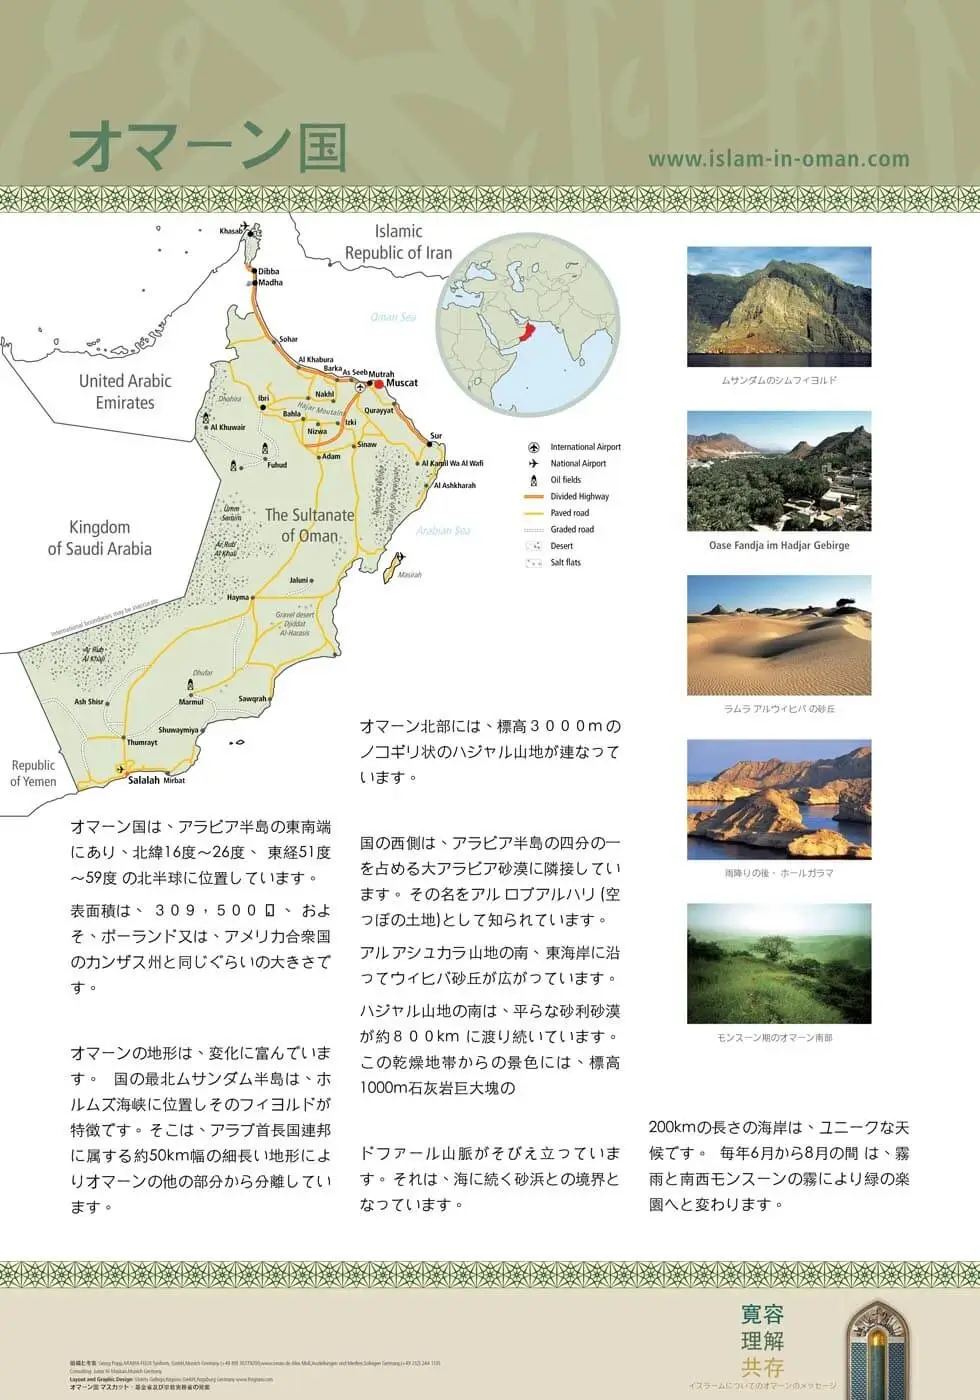 オマーン国
www.islam-in-oman.com
Khasab
Islamic
Republic of Iran
Dibba
Madha
Oman Sea
Sohar
Al Khabura
Barka
As Seeb
Mutrah
Muscat
United Arabic
Emirates
Dhahira
Ibri
Nakhl
Hajar Moutain
Qurayyat
Bahla
Izki
Al Khuwair
Nizwa
Sinaw
Sur
Adam
Fuhud
Al Kamil Wa Al Wafi
Al Ashkharah
Umm
Samim
The Sultanate
of Oman
Arabian Sea
Kingdom
of Saudi Arabia
Ar Rub
Al Khali
Masirah
Jaluni
Hayma
International boundaries may be inaccurate
Gravel desert
Djiddat
Al-Harasis
Ar Rub
Al Khali
Dhufar
Ash Shisr
Marmul
Sawqrah
Shuwaymiya
Thumrayt
Republic
of Yemen
Salalah
Mirbat
International Airport
National Airport
Oil fields
Divided Highway
Paved road
Graded road
Desert
Salt flats
ムサンダムのシムフィヨルド
Oase Fandja im Hadjar Gebirge
ラムラ アルウィヒバ の砂丘
雨降りの後、ホールガラマ
モンスーン期のオマーン南部
オマーン国は、アラビア半島の東南端
にあり、北緯16度～26度、 東経51度
～59度 の北半球に位置しています。
表面積は、 ３０９，５００ 、 およ
そ、ポーランド又は、アメリカ合衆国
のカンザス州と同じぐらいの大きさで
す。
オマーンの地形は、変化に富んでいま
す。 国の最北ムサンダム半島は、ホ
ルムズ海峡に位置しそのフィヨルドが
特徴です。そこは、アラブ首長国連邦
に属する約50km幅の細長い地形によ
りオマーンの他の部分から分離してい
ます。
オマーン北部には、標高３０００ｍの
ノコギリ状のハジャル山地が連なって
います。
国の西側は、アラビア半島の四分の一
を占める大アラビア砂漠に隣接してい
ます。その名をアル ロブアルハリ (空
っぽの土地)として知られています。
アルアシュカラ山地の南、東海岸に沿
ってウィヒバ砂丘が広がっています。
ハジャル山地の南は、平らな砂利砂漠
が約８００km に渡り続いています。
この乾燥地帯からの景色には、標高
1000m石灰岩巨大塊の
ドファール山脈がそびえ立っていま
す。それは、海に続く砂浜との境界と
なっています。
200kmの長さの海岸は、ユニークな天
候です。 毎年6月から8月の間 は、霧
雨と南西モンスーンの霧により緑の楽
園へと変わります。
寛容
理解
共存
イスラームについてのオマーンのメッセージ